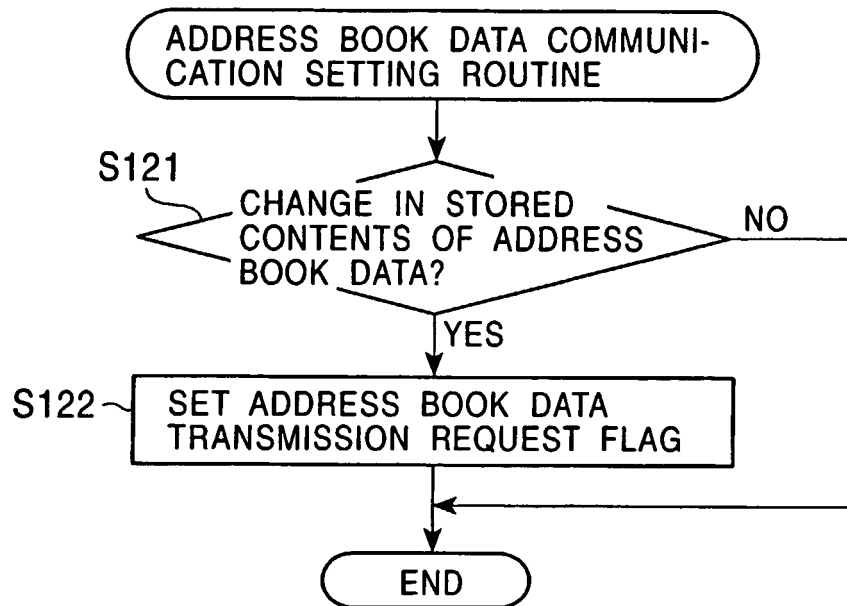 ADDRESS BOOK DATA COMMUNI-
CATION SETTING ROUTINE
S121
CHANGE IN STORED
CONTENTS OF ADDRESS
BOOK DATA?
NO
YES
S122
SET ADDRESS BOOK DATA
TRANSMISSION REQUEST FLAG
END